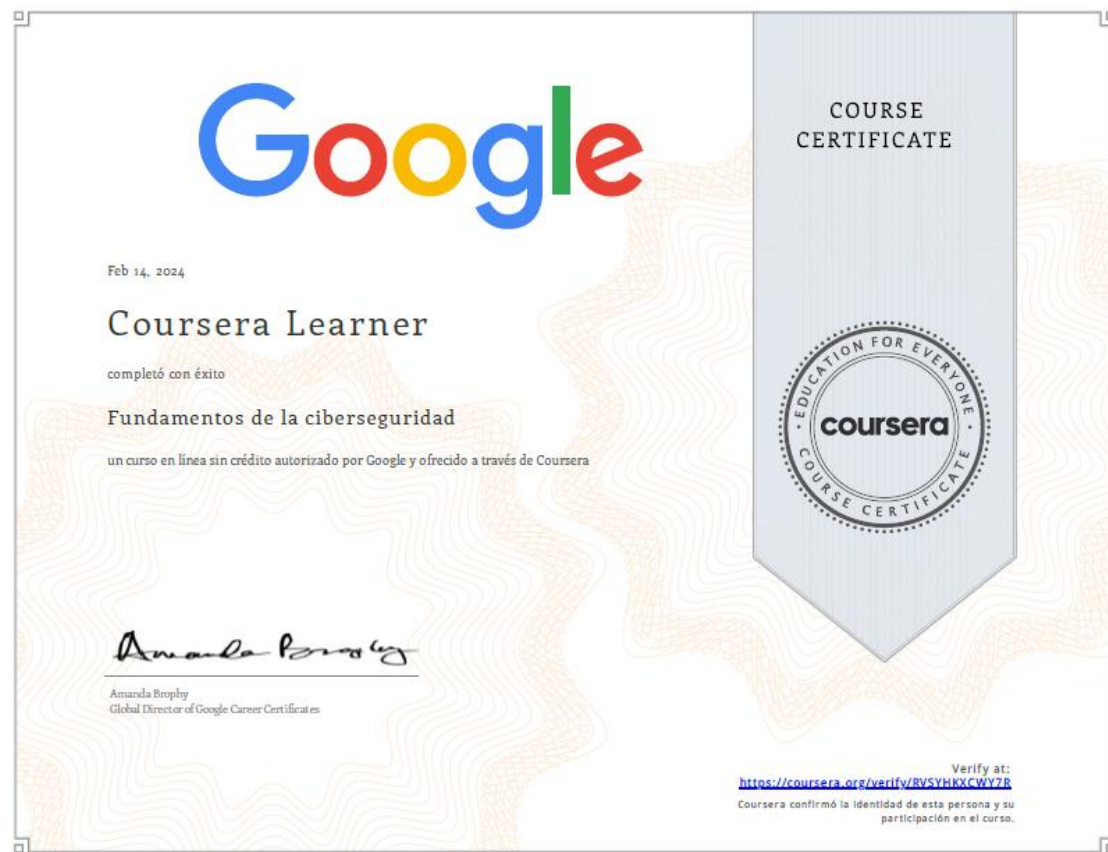 Google
COURSE
CERTIFICATE
Feb 14, 2024
Coursera Learner
completó con éxito
Fundamentos de la ciberseguridad
un curso en línea sin crédito autorizado por Google y ofrecido a través de Coursera
EDUCATION FOR EVERYONE
coursera
COURSE CERTIFICATE
Amanda Brophy
Amanda Brophy
Global Director of Google Career Certificates
Verify at:
https://coursera.org/verify/RVSYHKXCWY7R
Coursera confirmó la identidad de esta persona y su
participación en el curso.